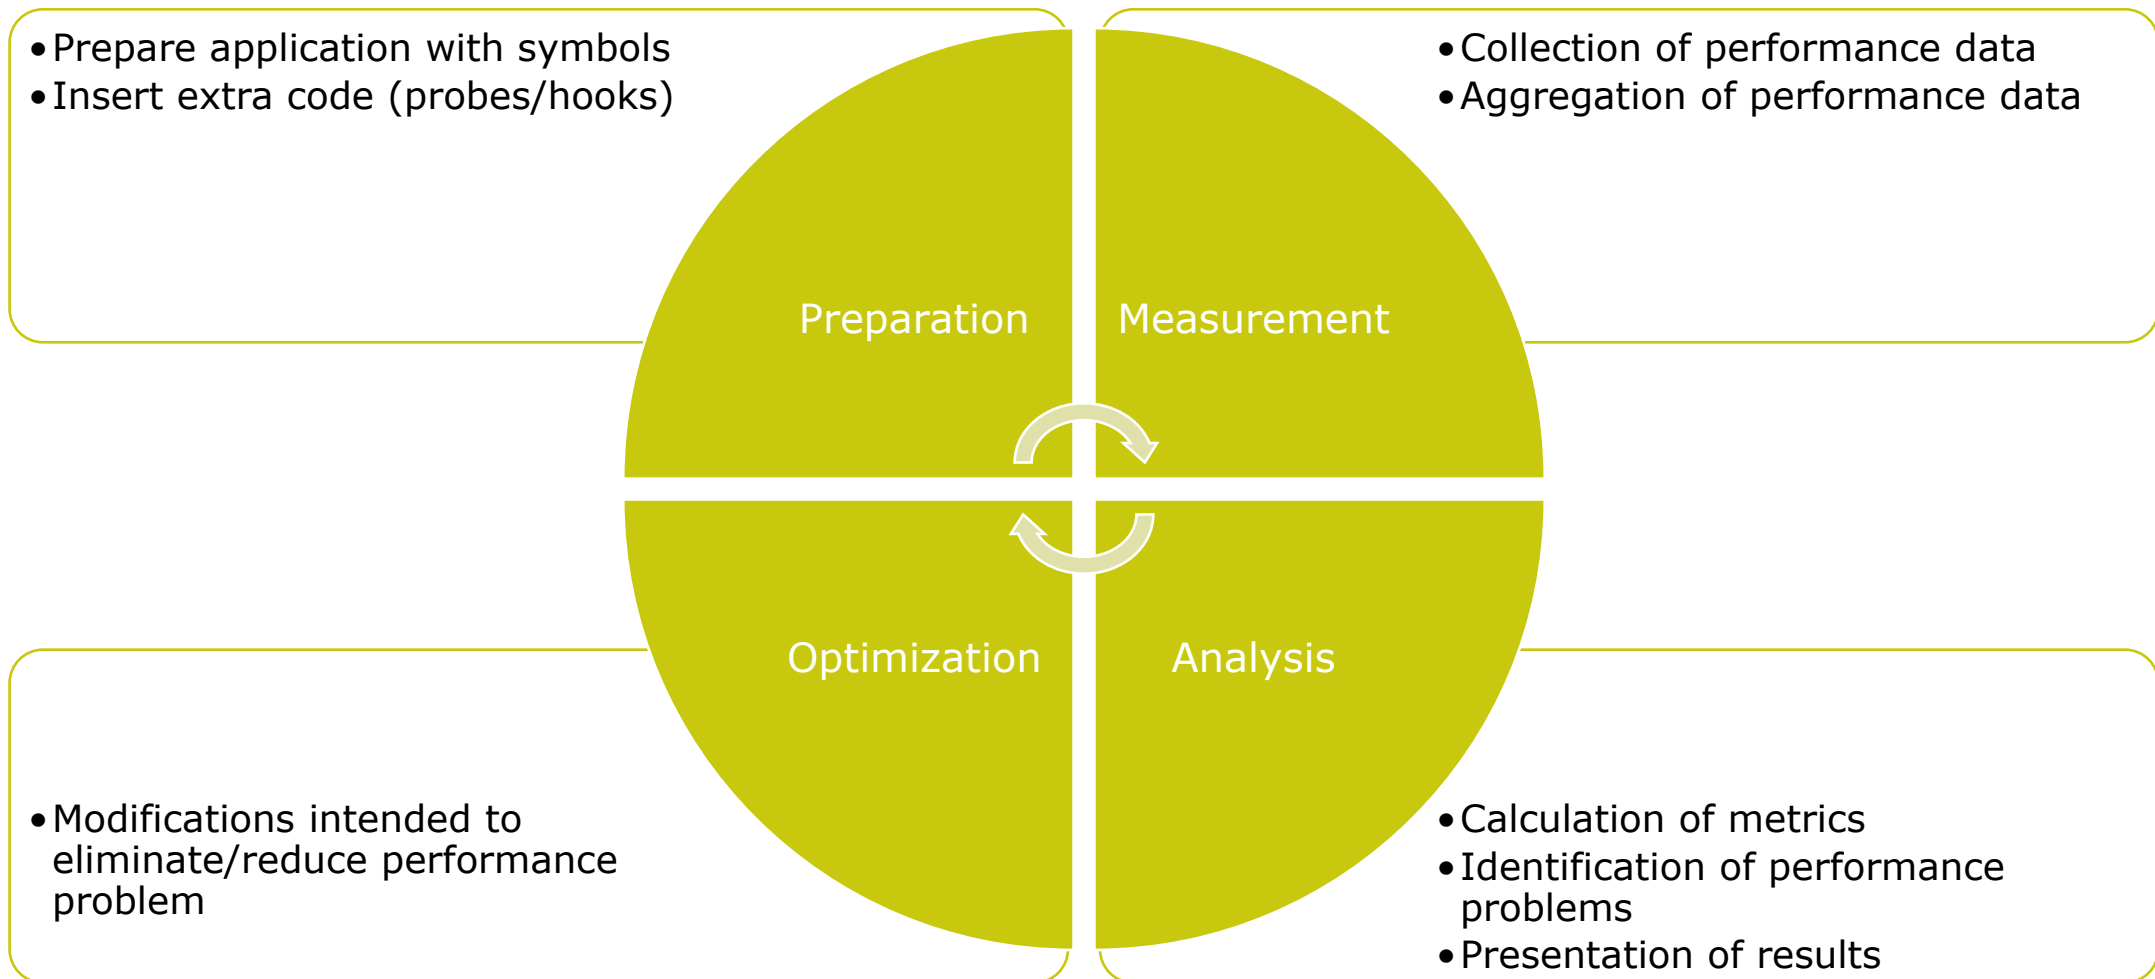 •Prepare application with symbols
•Insert extra code (probes/hooks)
•Collection of performance data
•Aggregation of performance data
Preparation
Measurement
Optimization
Analysis
•Modifications intended to
eliminate/reduce performance
problem
•Calculation of metrics
•Identification of performance
problems
•Presentation of results